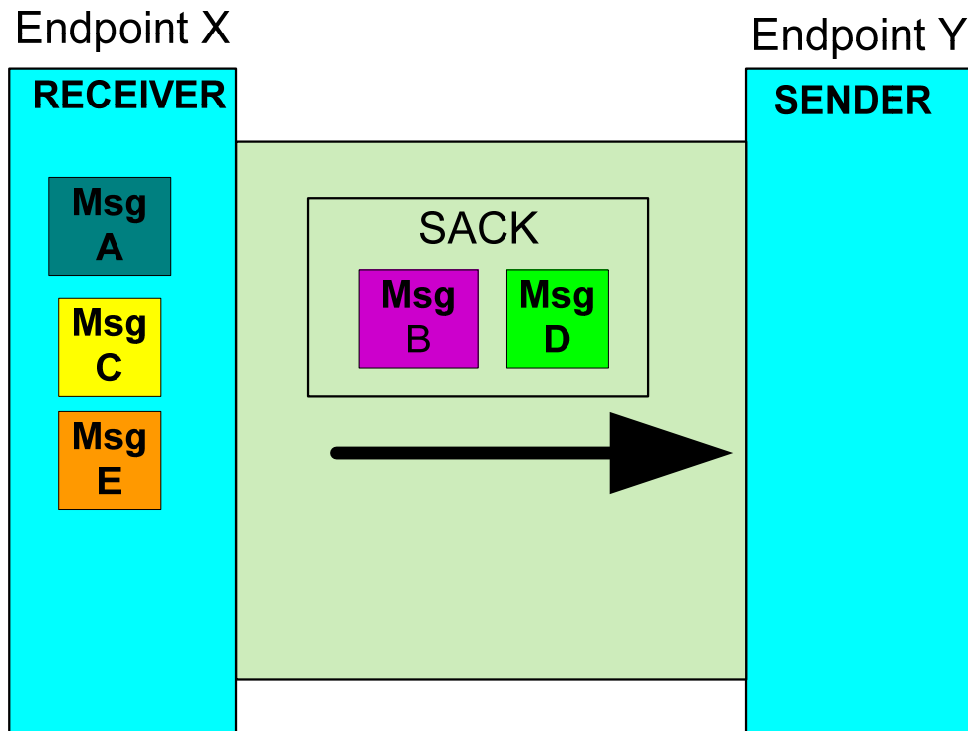 Endpoint X
Endpoint Y
RECEIVER
SENDER
Msg
A
Msg
C
Msg
E
SACK
Msg
B
Msg
D